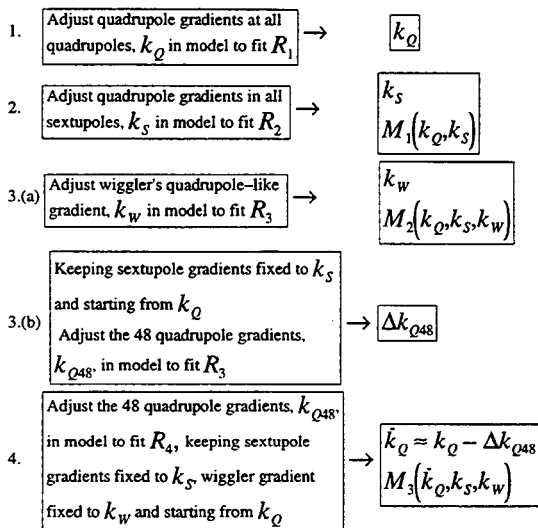 1. Adjust quadrupole gradients at all → k_Q
quadrupoles, k_Q in model to fit R_1
2. Adjust quadrupole gradients in all → k_S
sextupoles, k_S in model to fit R_2 M_1(k_Q,k_S)
3.(a) Adjust wiggler's quadrupole–like → k_W
gradient, k_W in model to fit R_3 M_2(k_Q,k_S,k_W)
Keeping sextupole gradients fixed to k_S
and starting from k_Q
3.(b) Adjust the 48 quadrupole gradients, → Δk_Q48
k_Q48, in model to fit R_3
Adjust the 48 quadrupole gradients, k_Q48,
in model to fit R_4, keeping sextupole
4. gradients fixed to k_S, wiggler gradient → k̇_Q = k_Q − Δk_Q48
fixed to k_W and starting from k_Q M_3(k̇_Q,k_S,k_W)